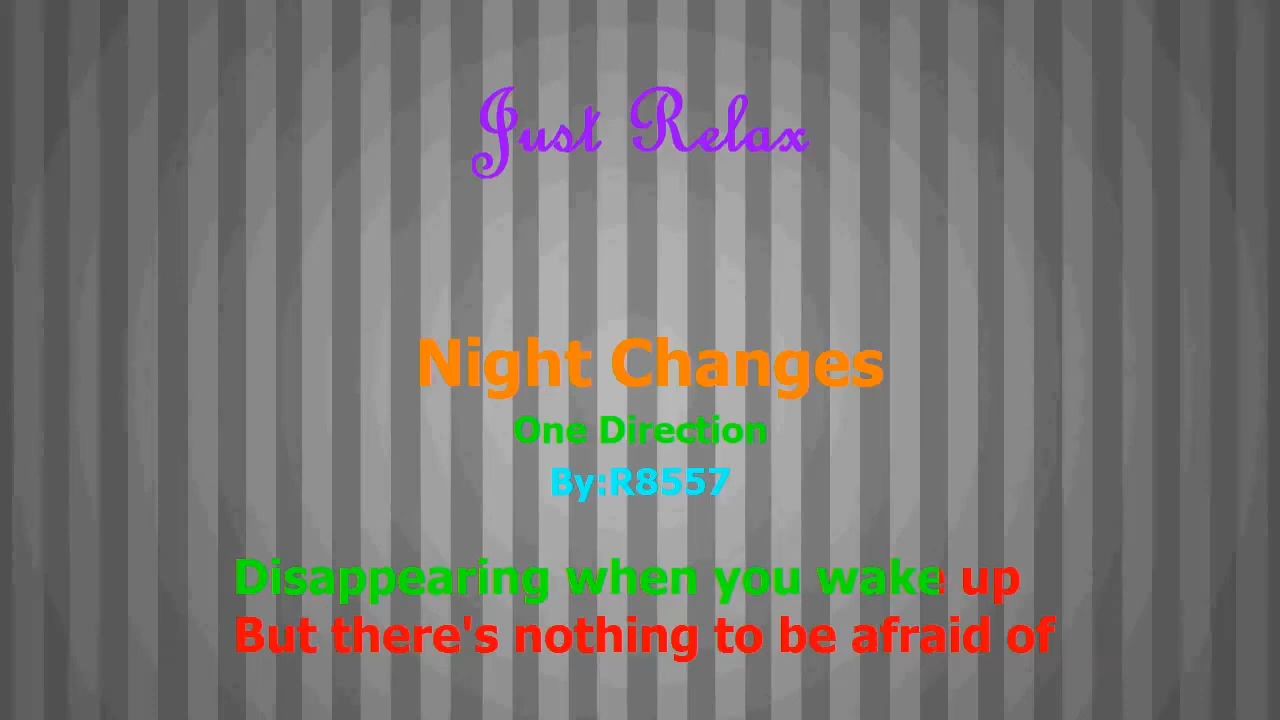 Just Relax
Night Changes
One Direction
By:R8557
Disappearing when you wake up
But there's nothing to be afraid of